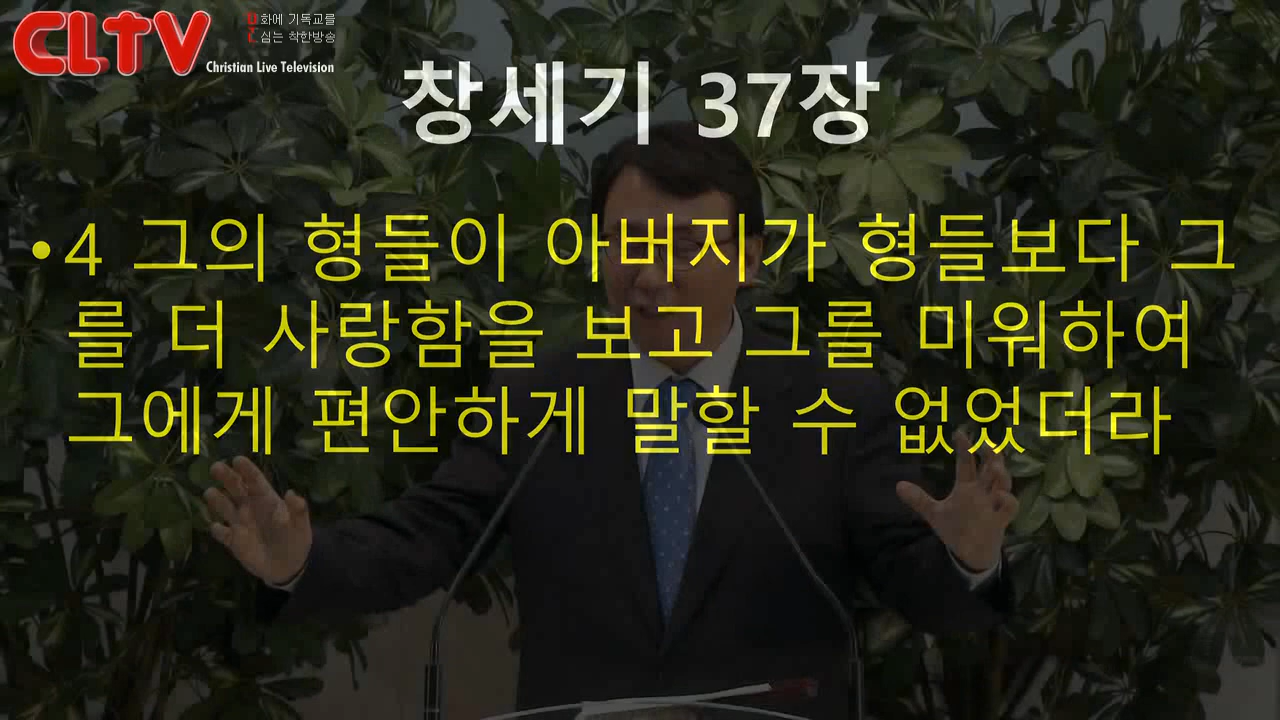 CLTV
문화에 기독교를
심는 착한방송
Christian Live Television
창세기 37장
•4 그의 형들이 아버지가 형들보다 그
를 더 사랑함을 보고 그를 미워하여
그에게 편안하게 말할 수 없었더라